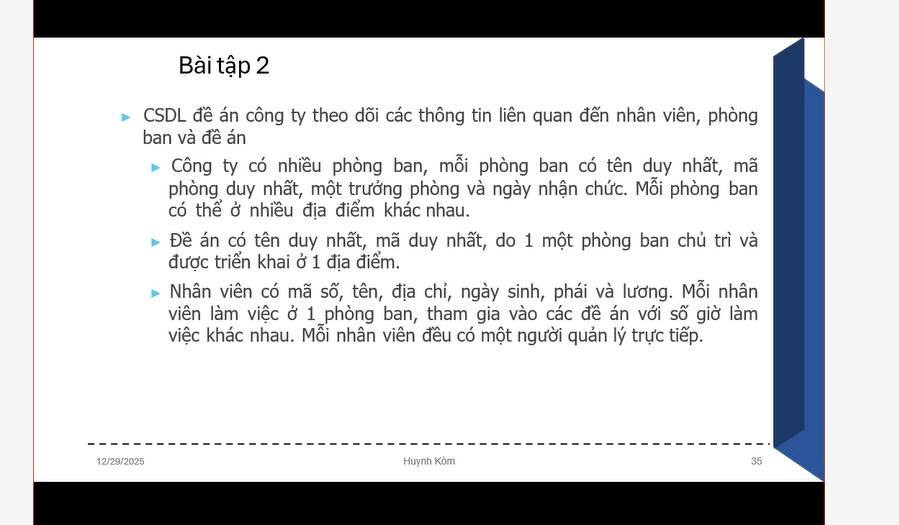 Bài tập 2
CSDL đề án công ty theo dõi các thông tin liên quan đến nhân viên, phòng
ban và đề án
Công ty có nhiều phòng ban, mỗi phòng ban có tên duy nhất, mã
phòng duy nhất, một trưởng phòng và ngày nhận chức. Mỗi phòng ban
có thể ở nhiều địa điểm khác nhau.
Đề án có tên duy nhất, mã duy nhất, do 1 một phòng ban chủ trì và
được triển khai ở 1 địa điểm.
Nhân viên có mã số, tên, địa chỉ, ngày sinh, phái và lương. Mỗi nhân
viên làm việc ở 1 phòng ban, tham gia vào các đề án với số giờ làm
việc khác nhau. Mỗi nhân viên đều có một người quản lý trực tiếp.
12/29/2025 Huynh Kòm 35